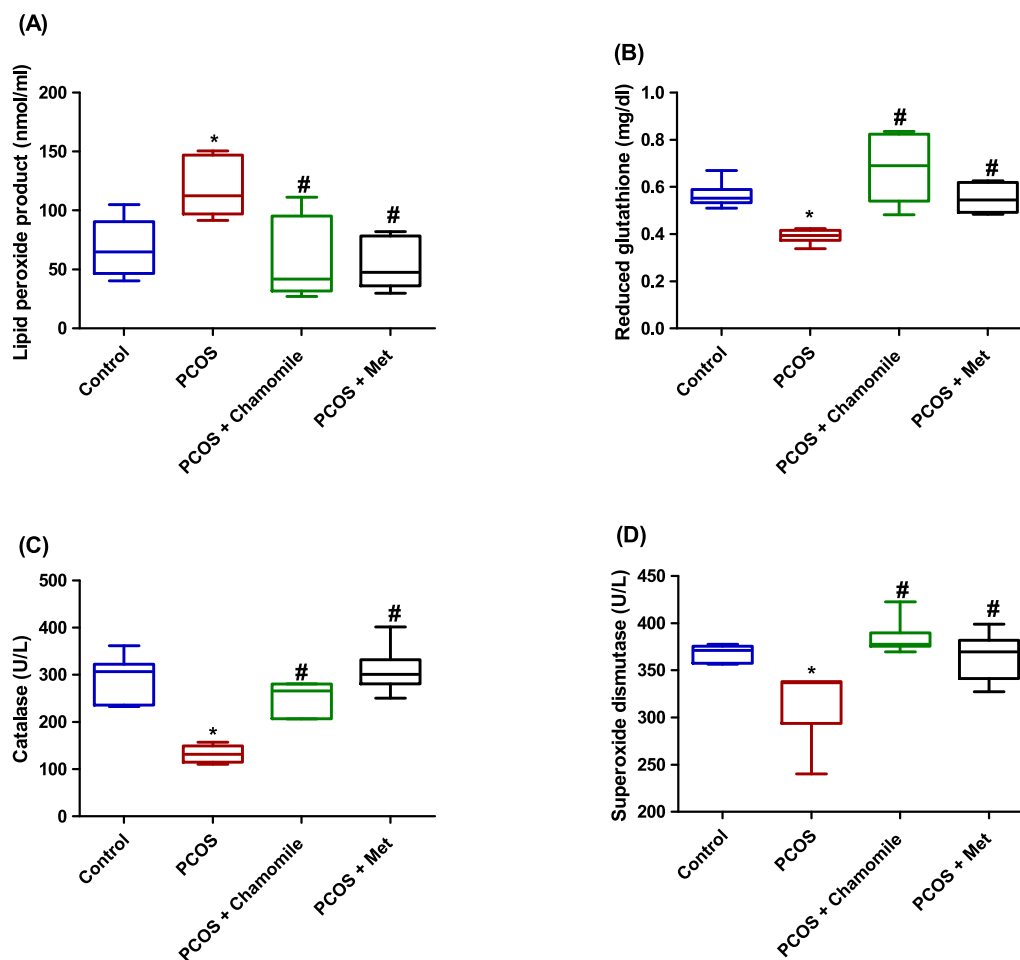 (A)
Lipid peroxide product (nmol/ml)
200
150
100
50
0
*
#
#
Control
PCOS
PCOS + Chamomile
PCOS + Met
(B)
Reduced glutathione (mg/dl)
1.0
0.8
0.6
0.4
0.2
0.0
*
#
#
Control
PCOS
PCOS + Chamomile
PCOS + Met
(C)
Catalase (U/L)
500
400
300
200
100
0
*
#
#
Control
PCOS
PCOS + Chamomile
PCOS + Met
(D)
Superoxide dismutase (U/L)
450
400
350
300
250
200
*
#
#
Control
PCOS
PCOS + Chamomile
PCOS + Met